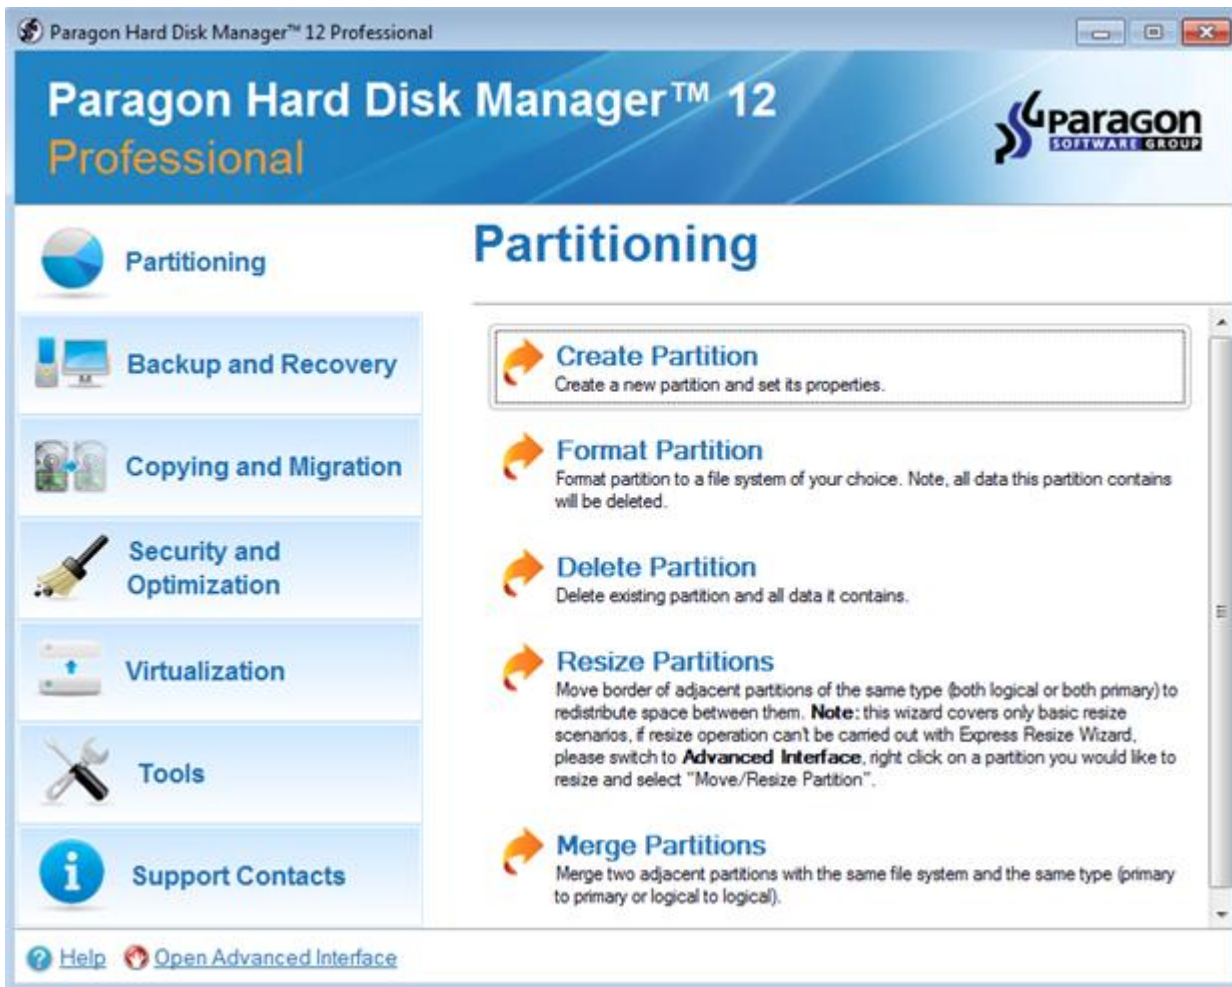 Paragon Hard Disk Manager™ 12 Professional
Paragon Hard Disk Manager™ 12
Professional
Paragon
SOFTWARE GROUP
Partitioning
Backup and Recovery
Copying and Migration
Security and
Optimization
Virtualization
Tools
Support Contacts
Partitioning
Create Partition
Create a new partition and set its properties.
Format Partition
Format partition to a file system of your choice. Note, all data this partition contains
will be deleted.
Delete Partition
Delete existing partition and all data it contains.
Resize Partitions
Move border of adjacent partitions of the same type (both logical or both primary) to
redistribute space between them. Note: this wizard covers only basic resize
scenarios, if resize operation can't be carried out with Express Resize Wizard,
please switch to Advanced Interface, right click on a partition you would like to
resize and select "Move/Resize Partition".
Merge Partitions
Merge two adjacent partitions with the same file system and the same type (primary
to primary or logical to logical).
Help Open Advanced Interface